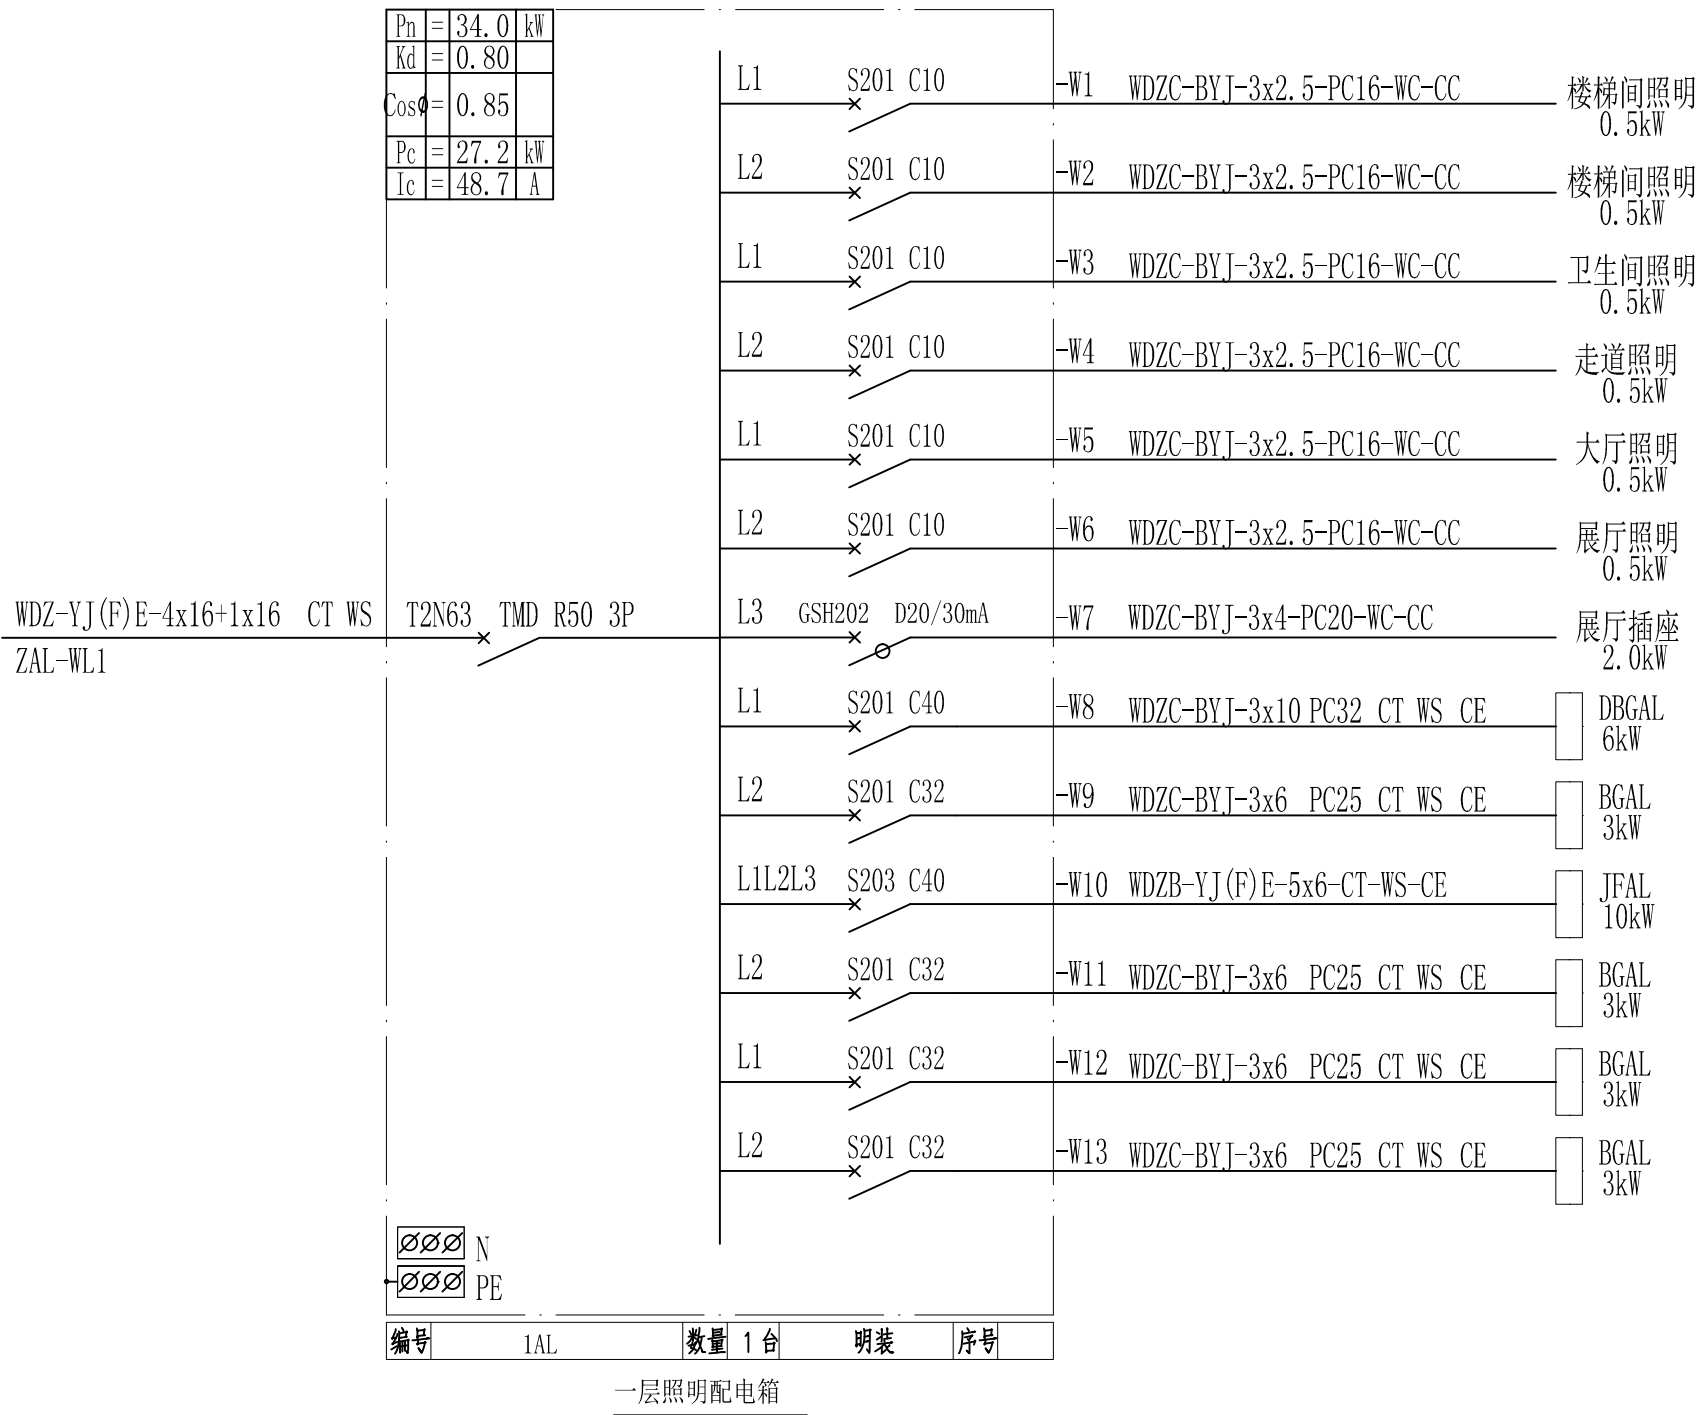 Pn = 34.0 kW
Kd = 0.80
Cosø = 0.85
Pc = 27.2 kW
Ic = 48.7 A
L1 S201 C10 -W1 WDZC-BYJ-3x2.5-PC16-WC-CC 楼梯间照明
0.5kW
L2 S201 C10 -W2 WDZC-BYJ-3x2.5-PC16-WC-CC 楼梯间照明
0.5kW
L1 S201 C10 -W3 WDZC-BYJ-3x2.5-PC16-WC-CC 卫生间照明
0.5kW
L2 S201 C10 -W4 WDZC-BYJ-3x2.5-PC16-WC-CC 走道照明
0.5kW
L1 S201 C10 -W5 WDZC-BYJ-3x2.5-PC16-WC-CC 大厅照明
0.5kW
L2 S201 C10 -W6 WDZC-BYJ-3x2.5-PC16-WC-CC 展厅照明
0.5kW
WDZ-YJ(F)E-4x16+1x16 CT WS T2N63 TMD R50 3P L3 GSH202 D20/30mA -W7 WDZC-BYJ-3x4-PC20-WC-CC 展厅插座
ZAL-WL1 2.0kW
L1 S201 C40 -W8 WDZC-BYJ-3x10 PC32 CT WS CE DBGAL
6kW
L2 S201 C32 -W9 WDZC-BYJ-3x6 PC25 CT WS CE BGAL
3kW
L1L2L3 S203 C40 -W10 WDZB-YJ(F)E-5x6-CT-WS-CE JFAL
10kW
L2 S201 C32 -W11 WDZC-BYJ-3x6 PC25 CT WS CE BGAL
3kW
L1 S201 C32 -W12 WDZC-BYJ-3x6 PC25 CT WS CE BGAL
3kW
L2 S201 C32 -W13 WDZC-BYJ-3x6 PC25 CT WS CE BGAL
3kW
N
PE
编号 1AL 数量 1 台 明装 序号
一层照明配电箱